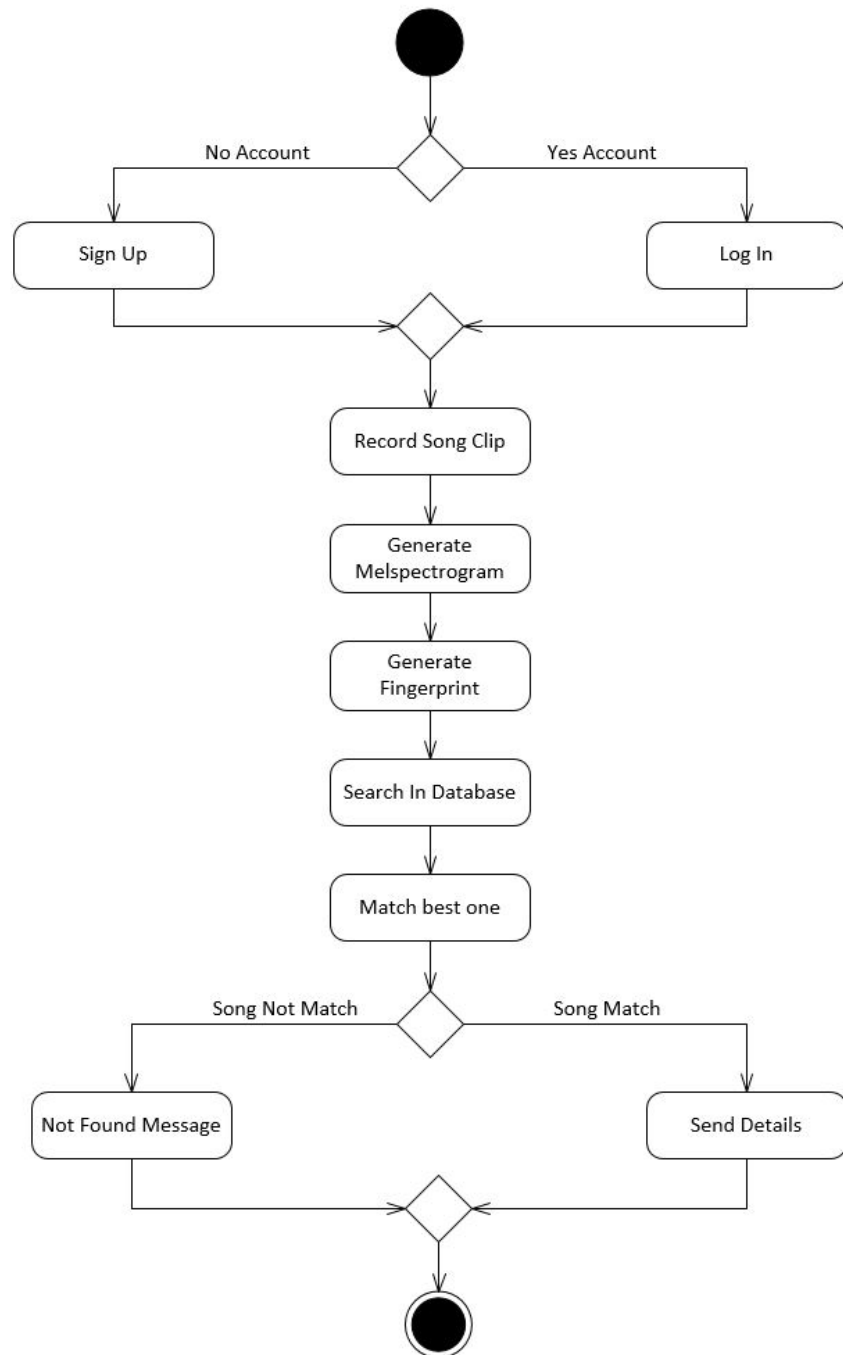 No Account
Yes Account
Sign Up
Log In
Record Song Clip
Generate
Melspectrogram
Generate
Fingerprint
Search In Database
Match best one
Song Not Match
Song Match
Not Found Message
Send Details